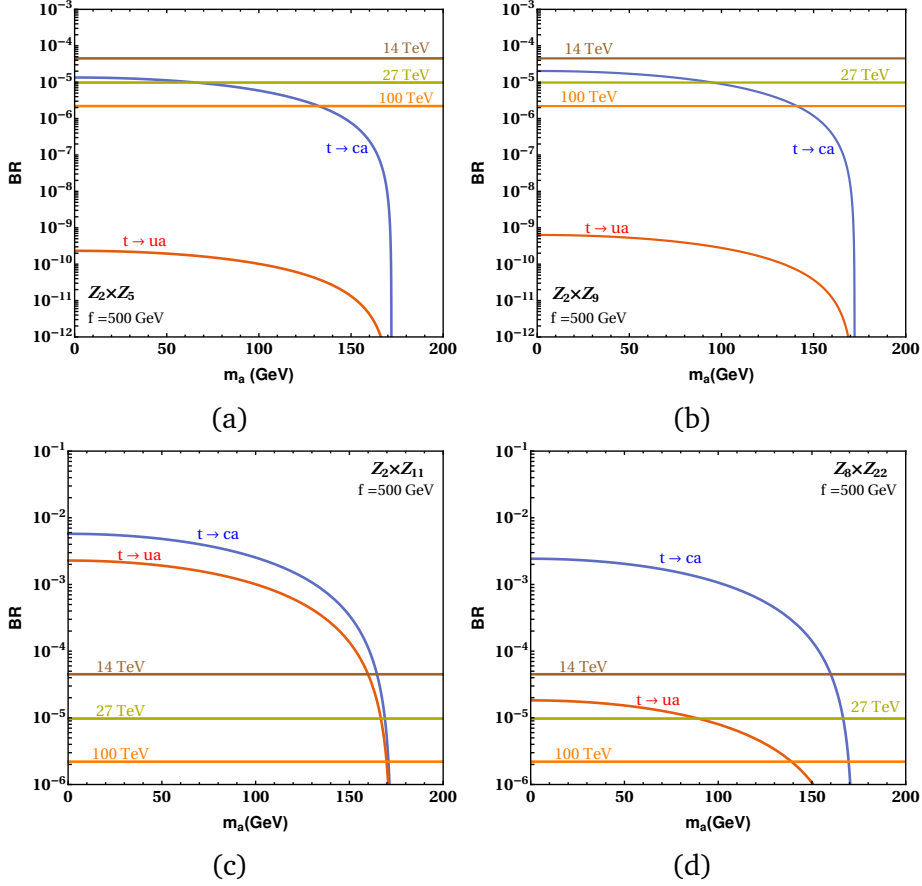 10⁻³
10⁻⁴
10⁻⁵
10⁻⁶
10⁻⁷
10⁻⁸
10⁻⁹
10⁻¹⁰
10⁻¹¹
10⁻¹²
BR
14 TeV
27 TeV
100 TeV
t → ca
t → ua
Z₂×Z₅
f =500 GeV
0 50 100 150 200
mₐ (GeV)
(a)
10⁻³
10⁻⁴
10⁻⁵
10⁻⁶
10⁻⁷
10⁻⁸
10⁻⁹
10⁻¹⁰
10⁻¹¹
10⁻¹²
BR
14 TeV
27 TeV
100 TeV
t → ca
t → ua
Z₂×Z₉
f =500 GeV
0 50 100 150 200
mₐ(GeV)
(b)
10⁻¹
10⁻²
10⁻³
10⁻⁴
10⁻⁵
10⁻⁶
BR
Z₂×Z₁₁
f =500 GeV
t → ca
t → ua
14 TeV
27 TeV
100 TeV
0 50 100 150 200
mₐ(GeV)
(c)
10⁻¹
10⁻²
10⁻³
10⁻⁴
10⁻⁵
10⁻⁶
BR
Z₈×Z₂₂
f =500 GeV
t → ca
14 TeV
t → ua
27 TeV
100 TeV
0 50 100 150 200
mₐ(GeV)
(d)